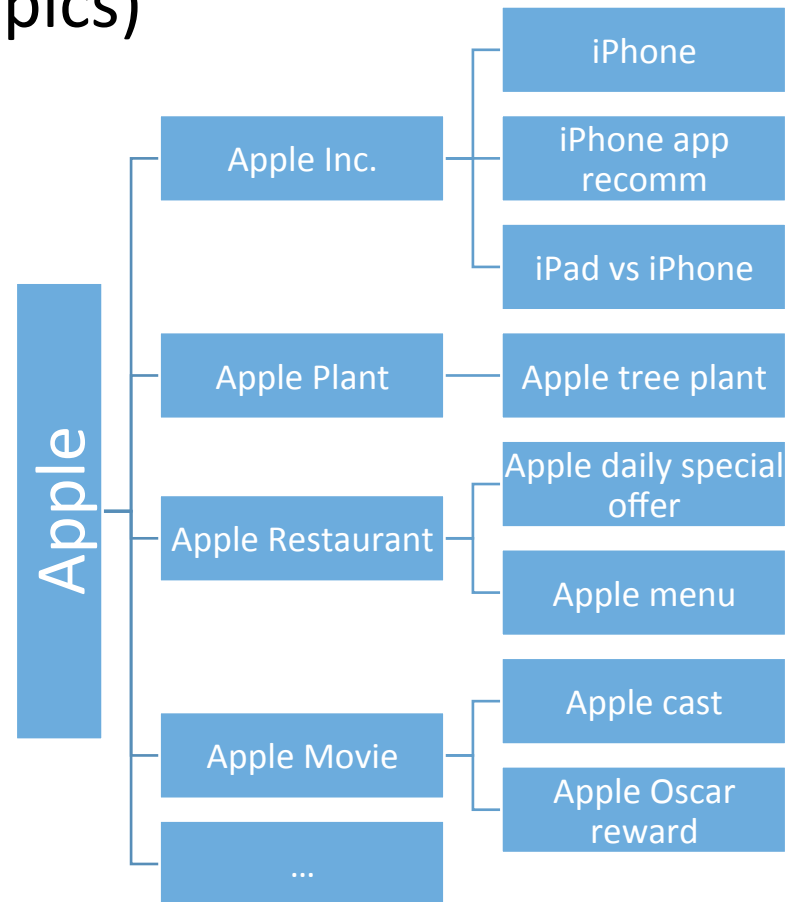 pics)
Apple
Apple Inc.
iPhone
iPhone app
recomm
iPad vs iPhone
Apple Plant
Apple tree plant
Apple Restaurant
Apple daily special
offer
Apple menu
Apple Movie
Apple cast
Apple Oscar
reward
...